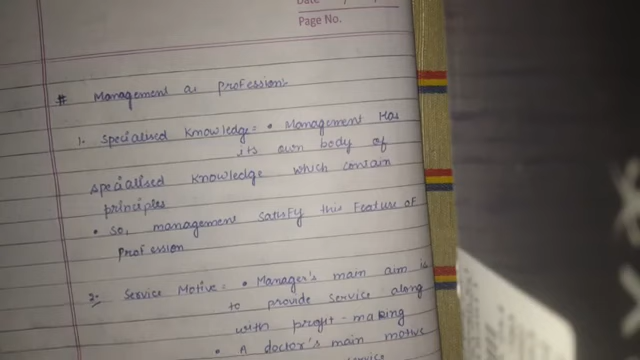 Date
Page No.
# Management as Profession:-
1. Specialised Knowledge:- • Management Has
its own body of
specialised knowledge which contain
principles
• so, management satisfy this Feature of
Profession
2:- Service Motive:- • Manager's main aim is
to provide service along
with profit-making
• A doctor's main motive
service